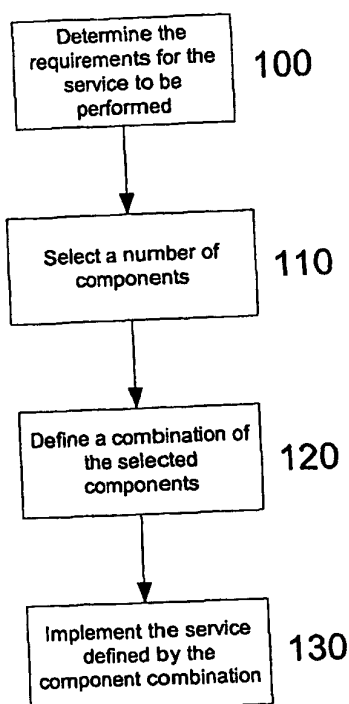 Determine the
requirements for the
service to be
performed
100
Select a number of
components
110
Define a combination of
the selected
components
120
Implement the service
defined by the
component combination
130